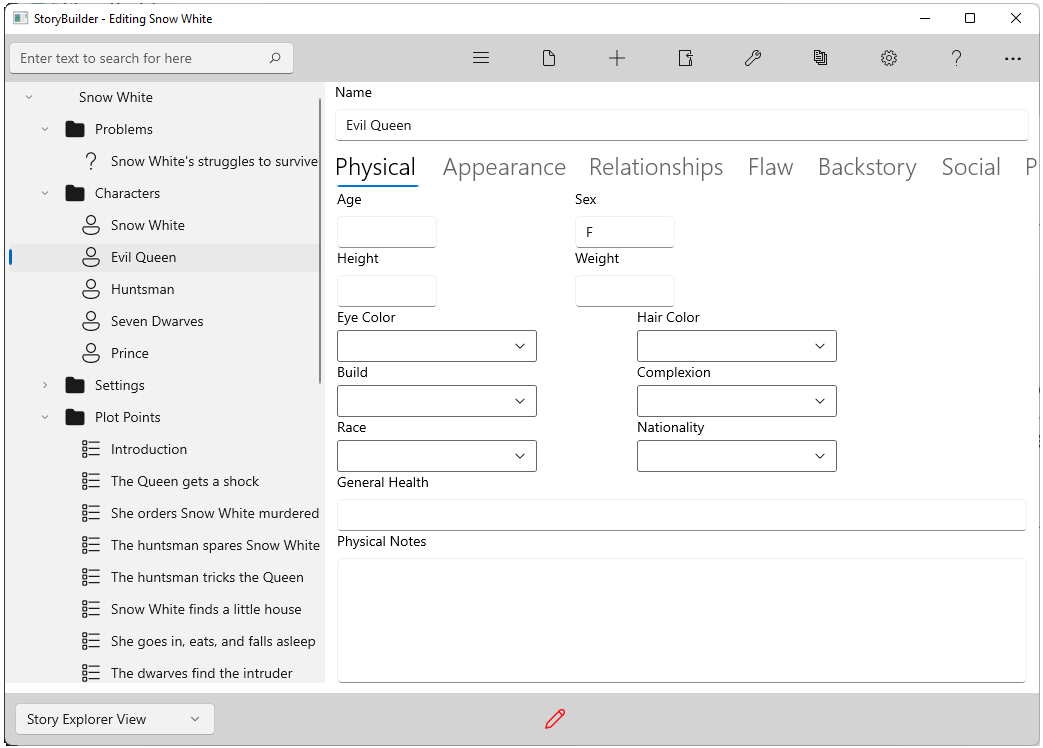 StoryBuilder - Editing Snow White
Enter text to search for here
?
Snow White
Problems
? Snow White's struggles to survive
Characters
Snow White
Evil Queen
Huntsman
Seven Dwarves
Prince
Settings
Plot Points
Introduction
The Queen gets a shock
She orders Snow White murdered
The huntsman spares Snow White
The huntsman tricks the Queen
Snow White finds a little house
She goes in, eats, and falls asleep
The dwarves find the intruder
Name
Evil Queen
Physical Appearance Relationships Flaw Backstory Social P
Age Sex
F
Height Weight
Eye Color Hair Color
Build Complexion
Race Nationality
General Health
Physical Notes
Story Explorer View